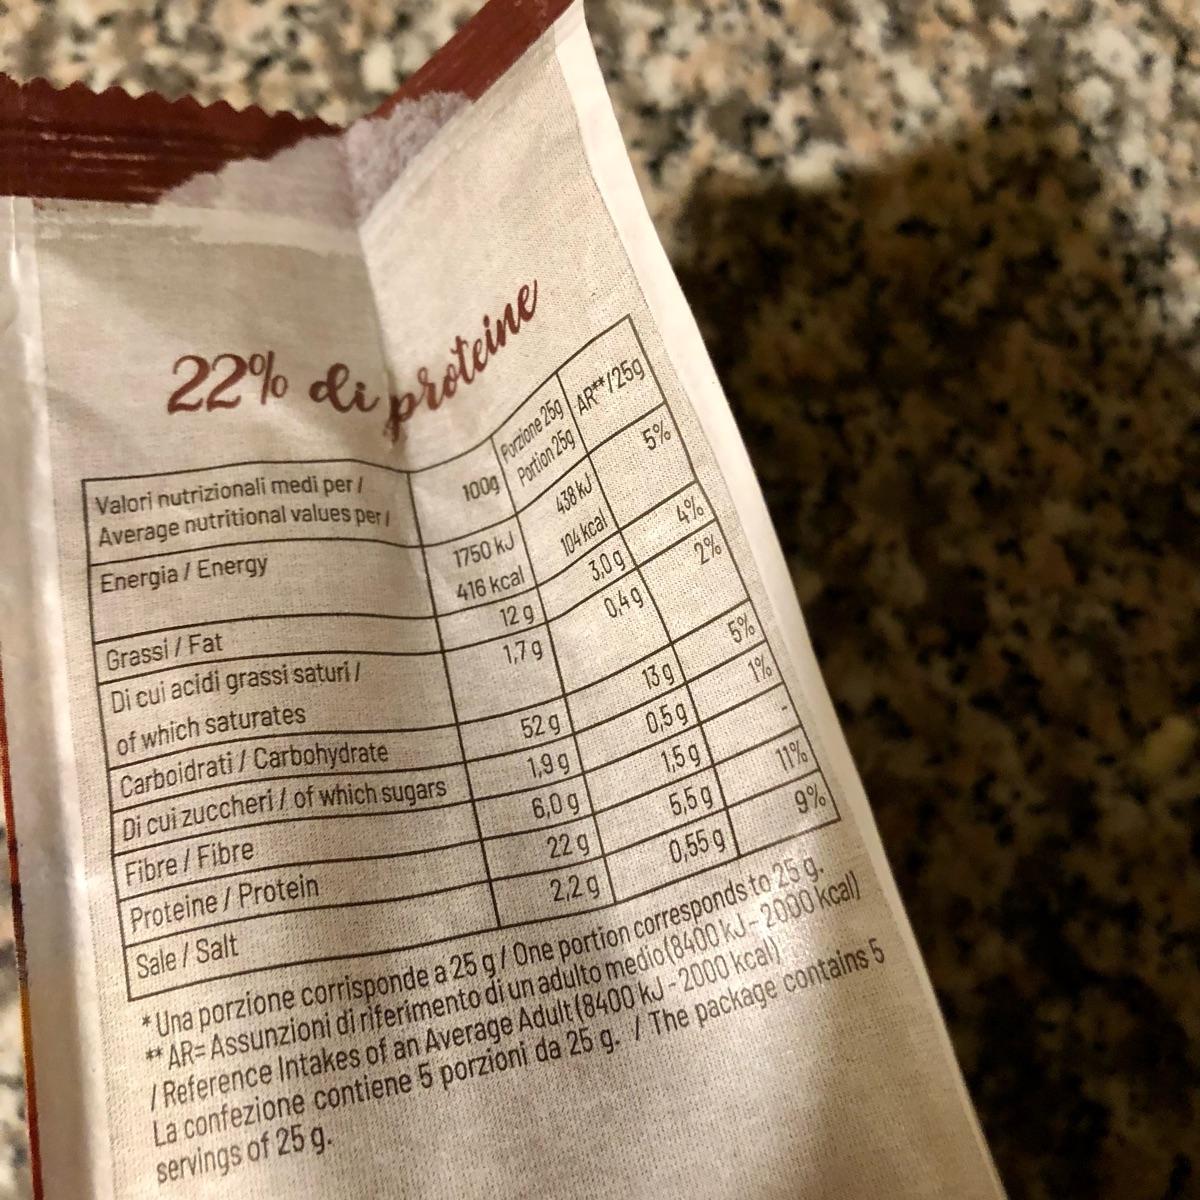 22% di proteine
Valori nutrizionali medi per / 100g Porzione 25g AR**/25g
Average nutritional values per / Portion 25g
Energia / Energy 1750 kJ 438 kJ 5%
416 kcal 104 kcal
Grassi / Fat 12 g 3,0 g 4%
Di cui acidi grassi saturi / 1,7 g 0,4 g 2%
of which saturates
Carboidrati / Carbohydrate 52 g 13 g 5%
Di cui zuccheri / of which sugars 1,9 g 0,5 g 1%
Fibre / Fibre 6,0 g 1,5 g -
Proteine / Protein 22 g 5,5 g 11%
Sale / Salt 2,2 g 0,55 g 9%
* Una porzione corrisponde a 25 g / One portion corresponds to 25 g.
** AR= Assunzioni di riferimento di un adulto medio (8400 kJ - 2000 kcal)
/ Reference Intakes of an Average Adult (8400 kJ - 2000 kcal)
La confezione contiene 5 porzioni da 25 g. / The package contains 5
servings of 25 g.